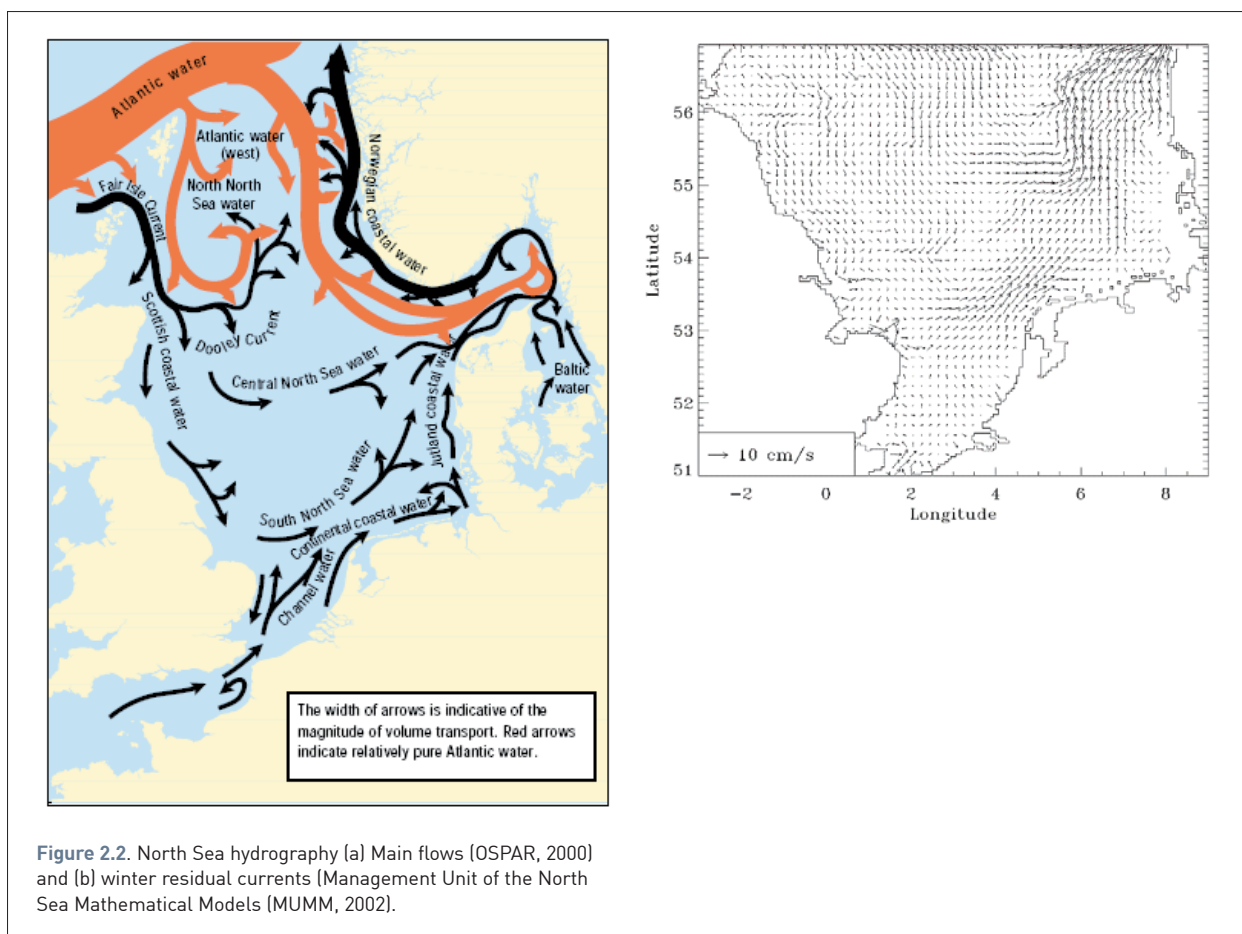 Atlantic water
Atlantic water
(west)
North North
Sea water
Fair Isle Current
Norwegian coastal water
Scottish coastal water
Dooley Current
Central North Sea water
Jutland coastal water
Baltic
water
South North Sea water
Continental coastal water
Channel water
The width of arrows is indicative of the
magnitude of volume transport. Red arrows
indicate relatively pure Atlantic water.
Latitude
56
55
54
53
52
51
10 cm/s
-2 0 2 4 6 8
Longitude
Figure 2.2. North Sea hydrography (a) Main flows (OSPAR, 2000)
and (b) winter residual currents (Management Unit of the North
Sea Mathematical Models (MUMM, 2002).